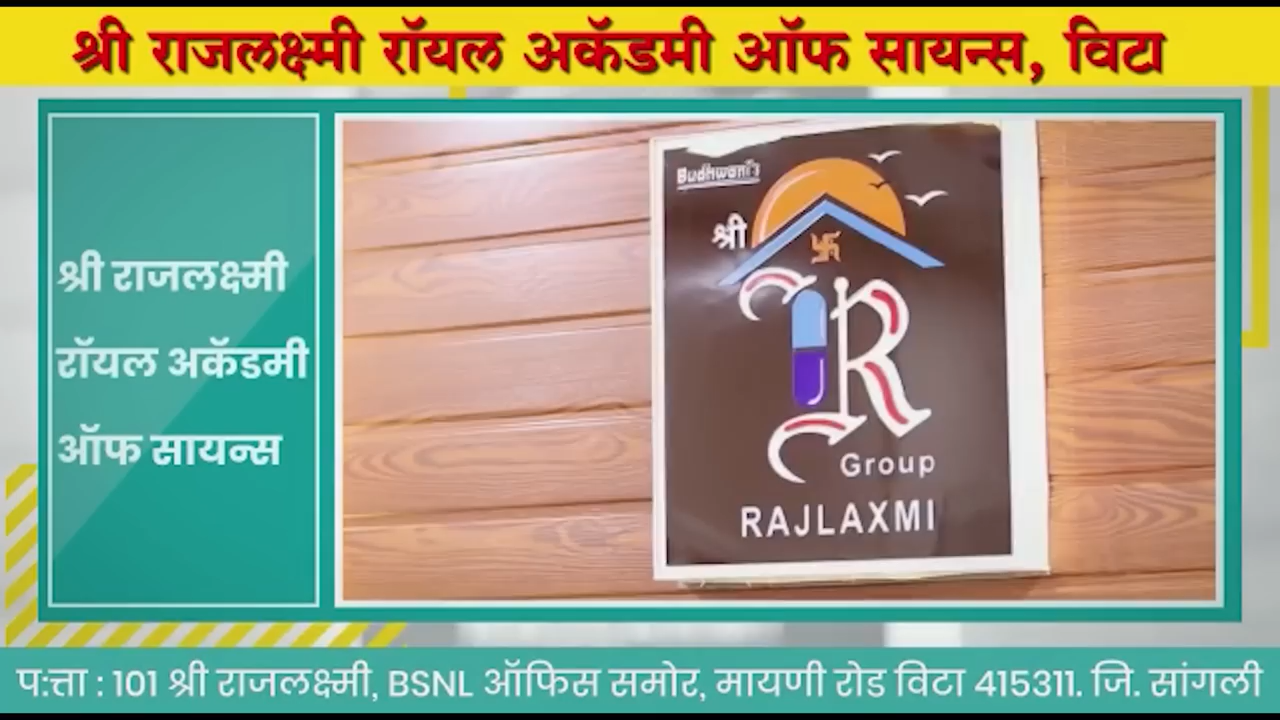 श्री राजलक्ष्मी रॉयल अकॅडमी ऑफ सायन्स, विटा
श्री राजलक्ष्मी
रॉयल अकॅडमी
ऑफ सायन्स
Budhwani's
श्री
R
Group
RAJLAXMI
प:त्ता : 101 श्री राजलक्ष्मी, BSNL ऑफिस समोर, मायणी रोड विटा 415311. जि. सांगली